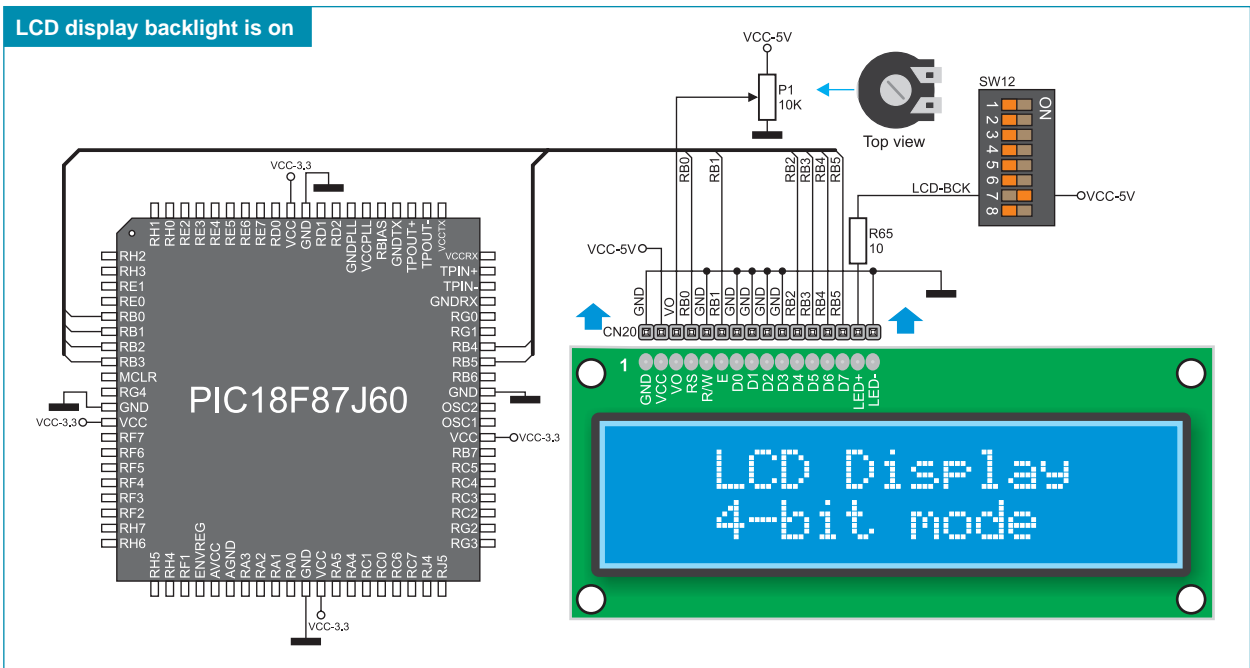 LCD display backlight is on
VCC-5V
P1
10K
Top view
SW12
ON
1
2
3
4
5
6
7
8
LCD-BCK
VCC-5V
R65
10
VCC-5V
RB0
RB1
RB2
RB3
RB4
RB5
GND
VO
RB0
GND
RB1
GND
GND
GND
GND
RB2
RB3
RB4
RB5
CN20
1
GND
VCC
VO
RS
R/W
E
D0
D1
D2
D3
D4
D5
D6
D7
LED+
LED-
LCD Display
4-bit mode
VCC-3.3
RH1
RH0
RE2
RE3
RE4
RE5
RE6
RE7
RD0
VCC
GND
RD1
RD2
GNDPLL
VCCPLL
RBIAS
GNDTX
TPOUT+
TPOUT-
VCCTX
RH2
RH3
RE1
RE0
RB0
RB1
RB2
RB3
MCLR
RG4
GND
VCC
RF7
RF6
RF5
RF4
RF3
RF2
RH7
RH6
VCC-3.3
PIC18F87J60
VCCRX
TPIN+
TPIN-
GNDRX
RG0
RG1
RB4
RB5
RB6
GND
OSC2
OSC1
VCC
RB7
RC5
RC4
RC3
RC2
RG2
RG3
VCC-3.3
RH5
RH4
RF1
ENVREG
AVCC
AGND
RA3
RA2
RA1
RA0
GND
VCC
RA5
RA4
RC1
RC0
RC6
RC7
RJ4
RJ5
VCC-3.3